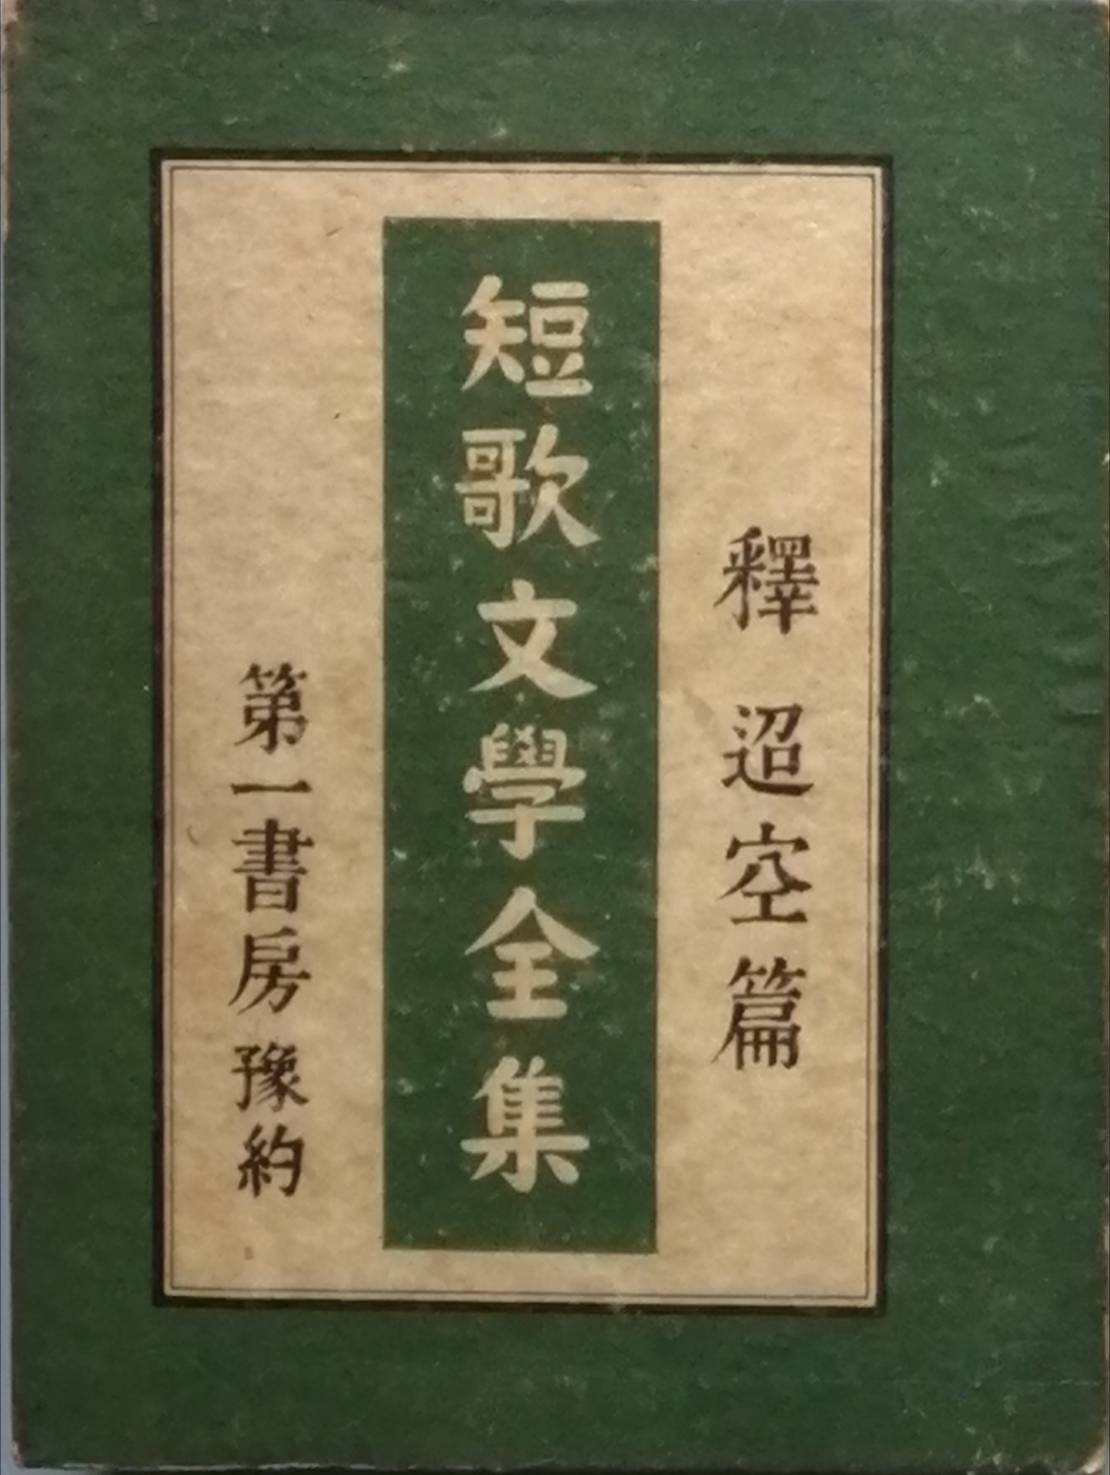 釋迢空篇
短歌文學全集
第一書房豫約